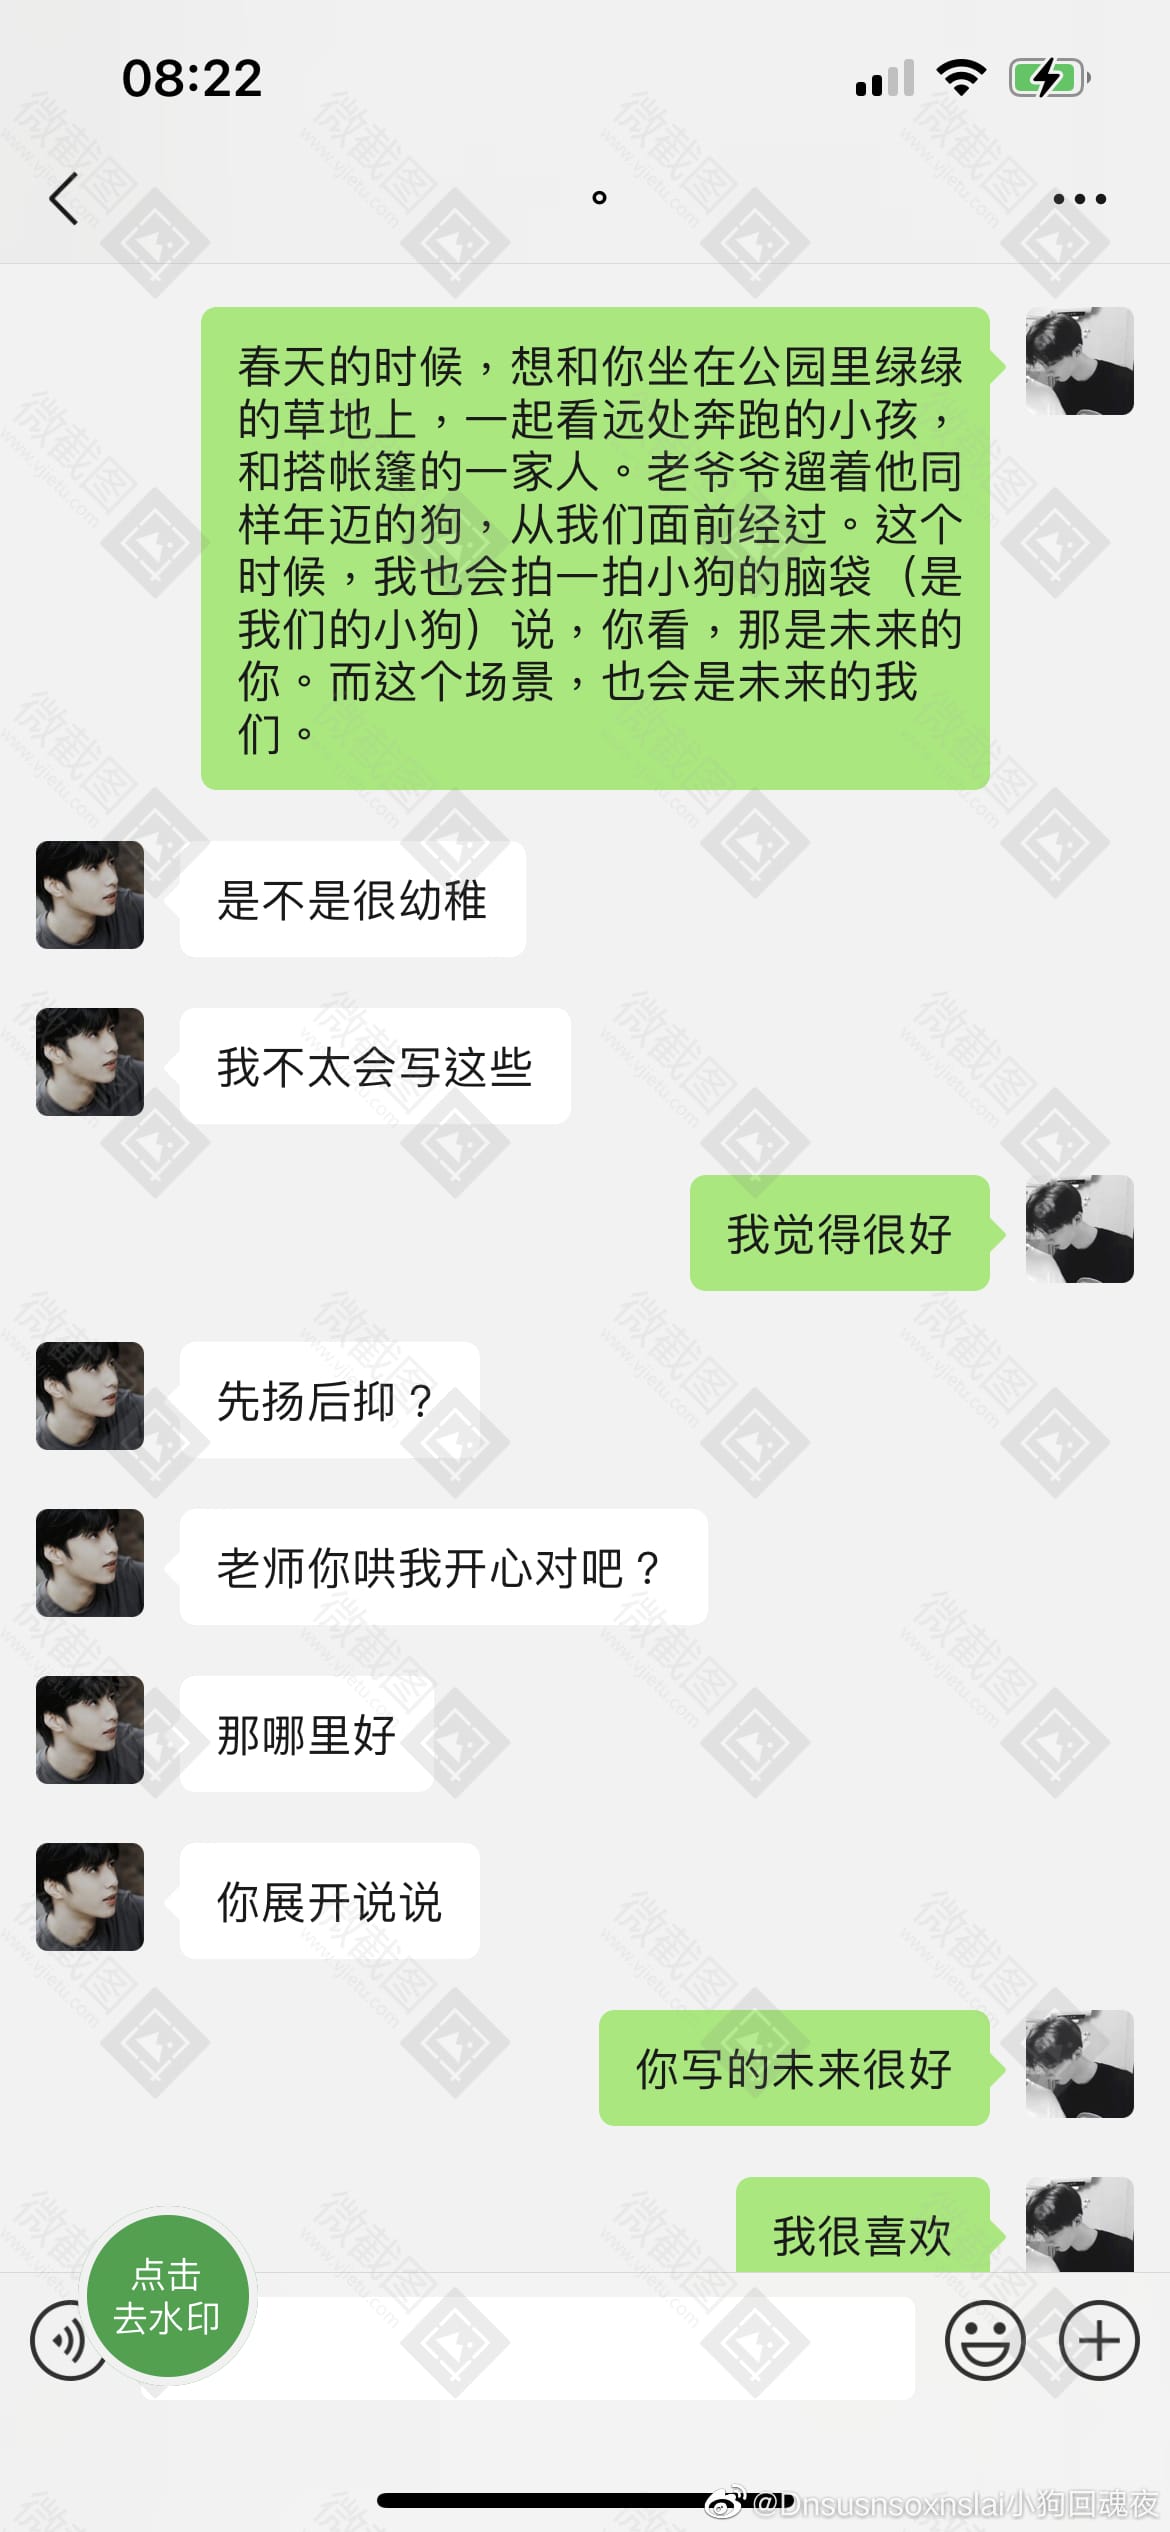 08:22
春天的时候，想和你坐在公园里绿绿
的草地上，一起看远处奔跑的小孩，
和搭帐篷的一家人。老爷爷遛着他同
样年迈的狗，从我们面前经过。这个
时候，我也会拍一拍小狗的脑袋（是
我们的小狗）说，你看，那是未来的
你。而这个场景，也会是未来的我
们。
是不是很幼稚
我不太会写这些
我觉得很好
先扬后抑？
老师你哄我开心对吧？
那哪里好
你展开说说
你写的未来很好
我很喜欢
点击
去水印
微截图
www.vjietu.com
@Dnsusnsoxnslai小狗回魂夜